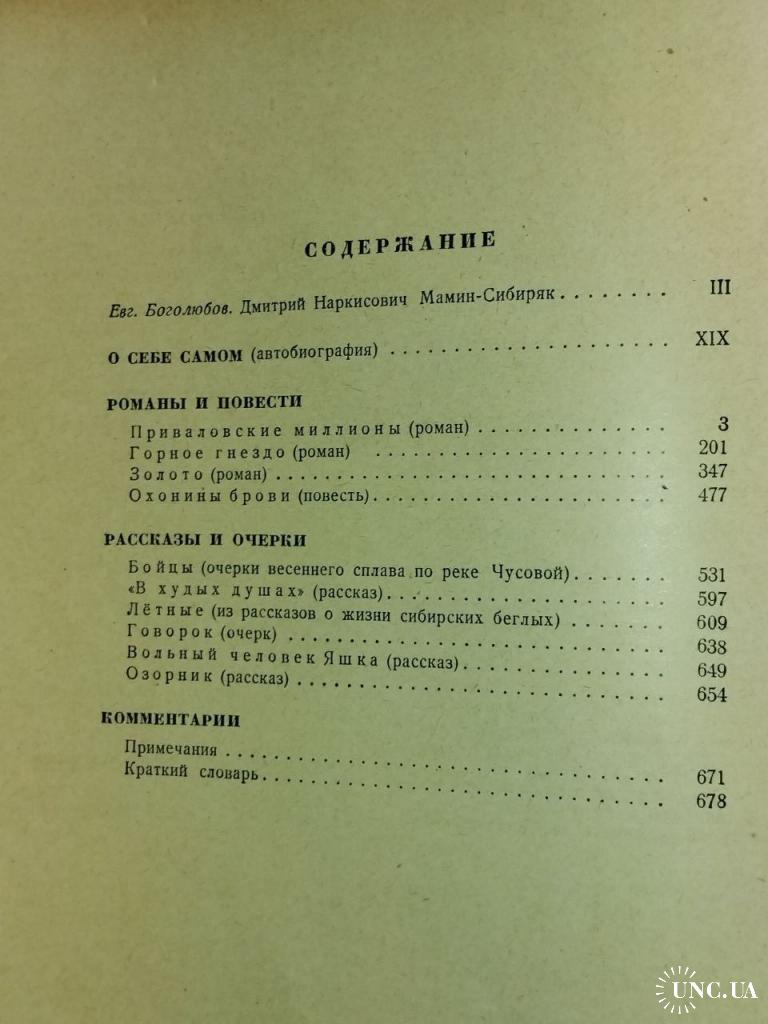 СОДЕРЖАНИЕ
Евг. Боголюбов. Дмитрий Наркисович Мамин-Сибиряк . . . . . . . . III
О СЕБЕ САМОМ (автобиография) . . . . . . . . . . . . . . . . . . . . XIX
РОМАНЫ И ПОВЕСТИ
Приваловские миллионы (роман) . . . . . . . . . . . . . . 3
Горное гнездо (роман) . . . . . . . . . . . . . . . . . . . . . 201
Золото (роман) . . . . . . . . . . . . . . . . . . . . . . . . . . . . 347
Охонины брови (повесть) . . . . . . . . . . . . . . . . . . . . . 477
РАССКАЗЫ И ОЧЕРКИ
Бойцы (очерки весеннего сплава по реке Чусовой) . . . . . . . 531
«В худых душах» (рассказ) . . . . . . . . . . . . . . . . . . . . 597
Лётные (из рассказов о жизни сибирских беглых) . . . . . . . 609
Говорок (очерк) . . . . . . . . . . . . . . . . . . . . . . . . . . . 638
Вольный человек Яшка (рассказ) . . . . . . . . . . . . . . . 649
Озорник (рассказ) . . . . . . . . . . . . . . . . . . . . . . . . . . 654
КОММЕНТАРИИ
Примечания . . . . . . . . . . . . . . . . . . . . . . . . . . . . . . . 671
Краткий словарь . . . . . . . . . . . . . . . . . . . . . . . . . . . . 678
UNC.UA